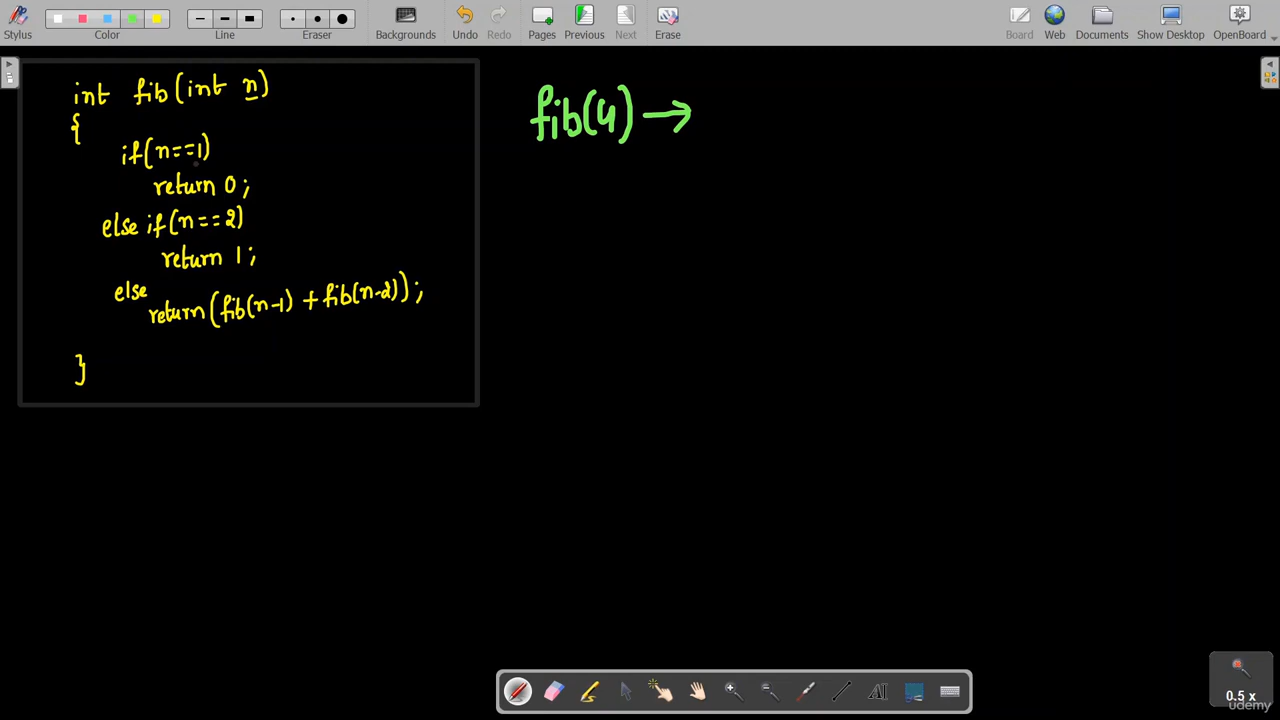 Stylus
Color
Line
Eraser
Backgrounds
Undo
Redo
Pages
Previous
Next
Erase
Board
Web
Documents
Show Desktop
OpenBoard
int fib(int n)
{
if(n==1)
return 0;
else if(n==2)
return 1;
else
return(fib(n-1) + fib(n-2));
}
fib(4) →
AI
0.5 x
udemy